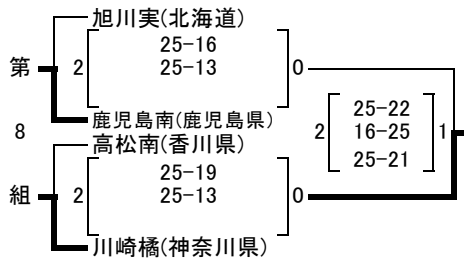 旭川実(北海道)
第 2 25-16 0
25-13
鹿児島南(鹿児島県)
8
高松南(香川県)
組 2 25-19 0
25-13
川崎橘(神奈川県)
2 25-22 1
16-25
25-21